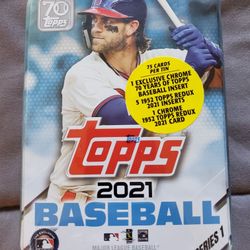 70
Topps
75 CARDS
PER TIN
1 EXCLUSIVE CHROME
70 YEARS OF TOPPS
BASEBALL INSERT
5 1952 TOPPS REDUX
2021 INSERTS
1 CHROME
1952 TOPPS REDUX
2021 CARD
Topps
2021
BASEBALL
SERIES 1
MAJOR LEAGUE BASEBALL